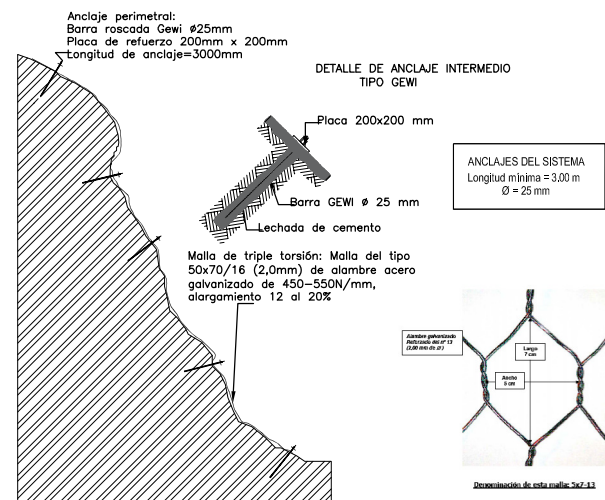 Anclaje perimetral:
Barra roscada Gewi ø25mm
Placa de refuerzo 200mm x 200mm
Longitud de anclaje=3000mm
DETALLE DE ANCLAJE INTERMEDIO
TIPO GEWI
Placa 200x200 mm
Barra GEWI ø 25 mm
Lechada de cemento
ANCLAJES DEL SISTEMA
Longitud mínima = 3.00 m
Ø = 25 mm
Malla de triple torsión: Malla del tipo
50x70/16 (2,0mm) de alambre acero
galvanizado de 450-550N/mm,
alargamiento 12 al 20%
Alambre galvanizado
Reforzado del nº 13
Largo
7 cm
Ancho
5 cm
Denominación de esta malla: 5x7-13